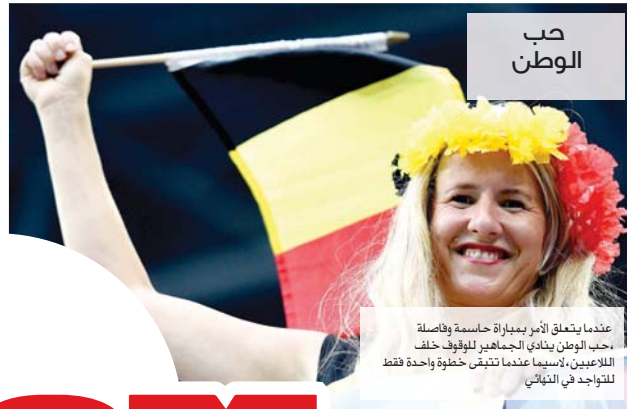 حب
الوطن
عندما يتعلق الأمر بمباراة حاسمة وفاصلة
،حب الوطن ينادي الجماهير للوقوف خلف
اللاعبين،لاسيما عندما تتبقى خطوة واحدة فقط
للتواجد في النهائي